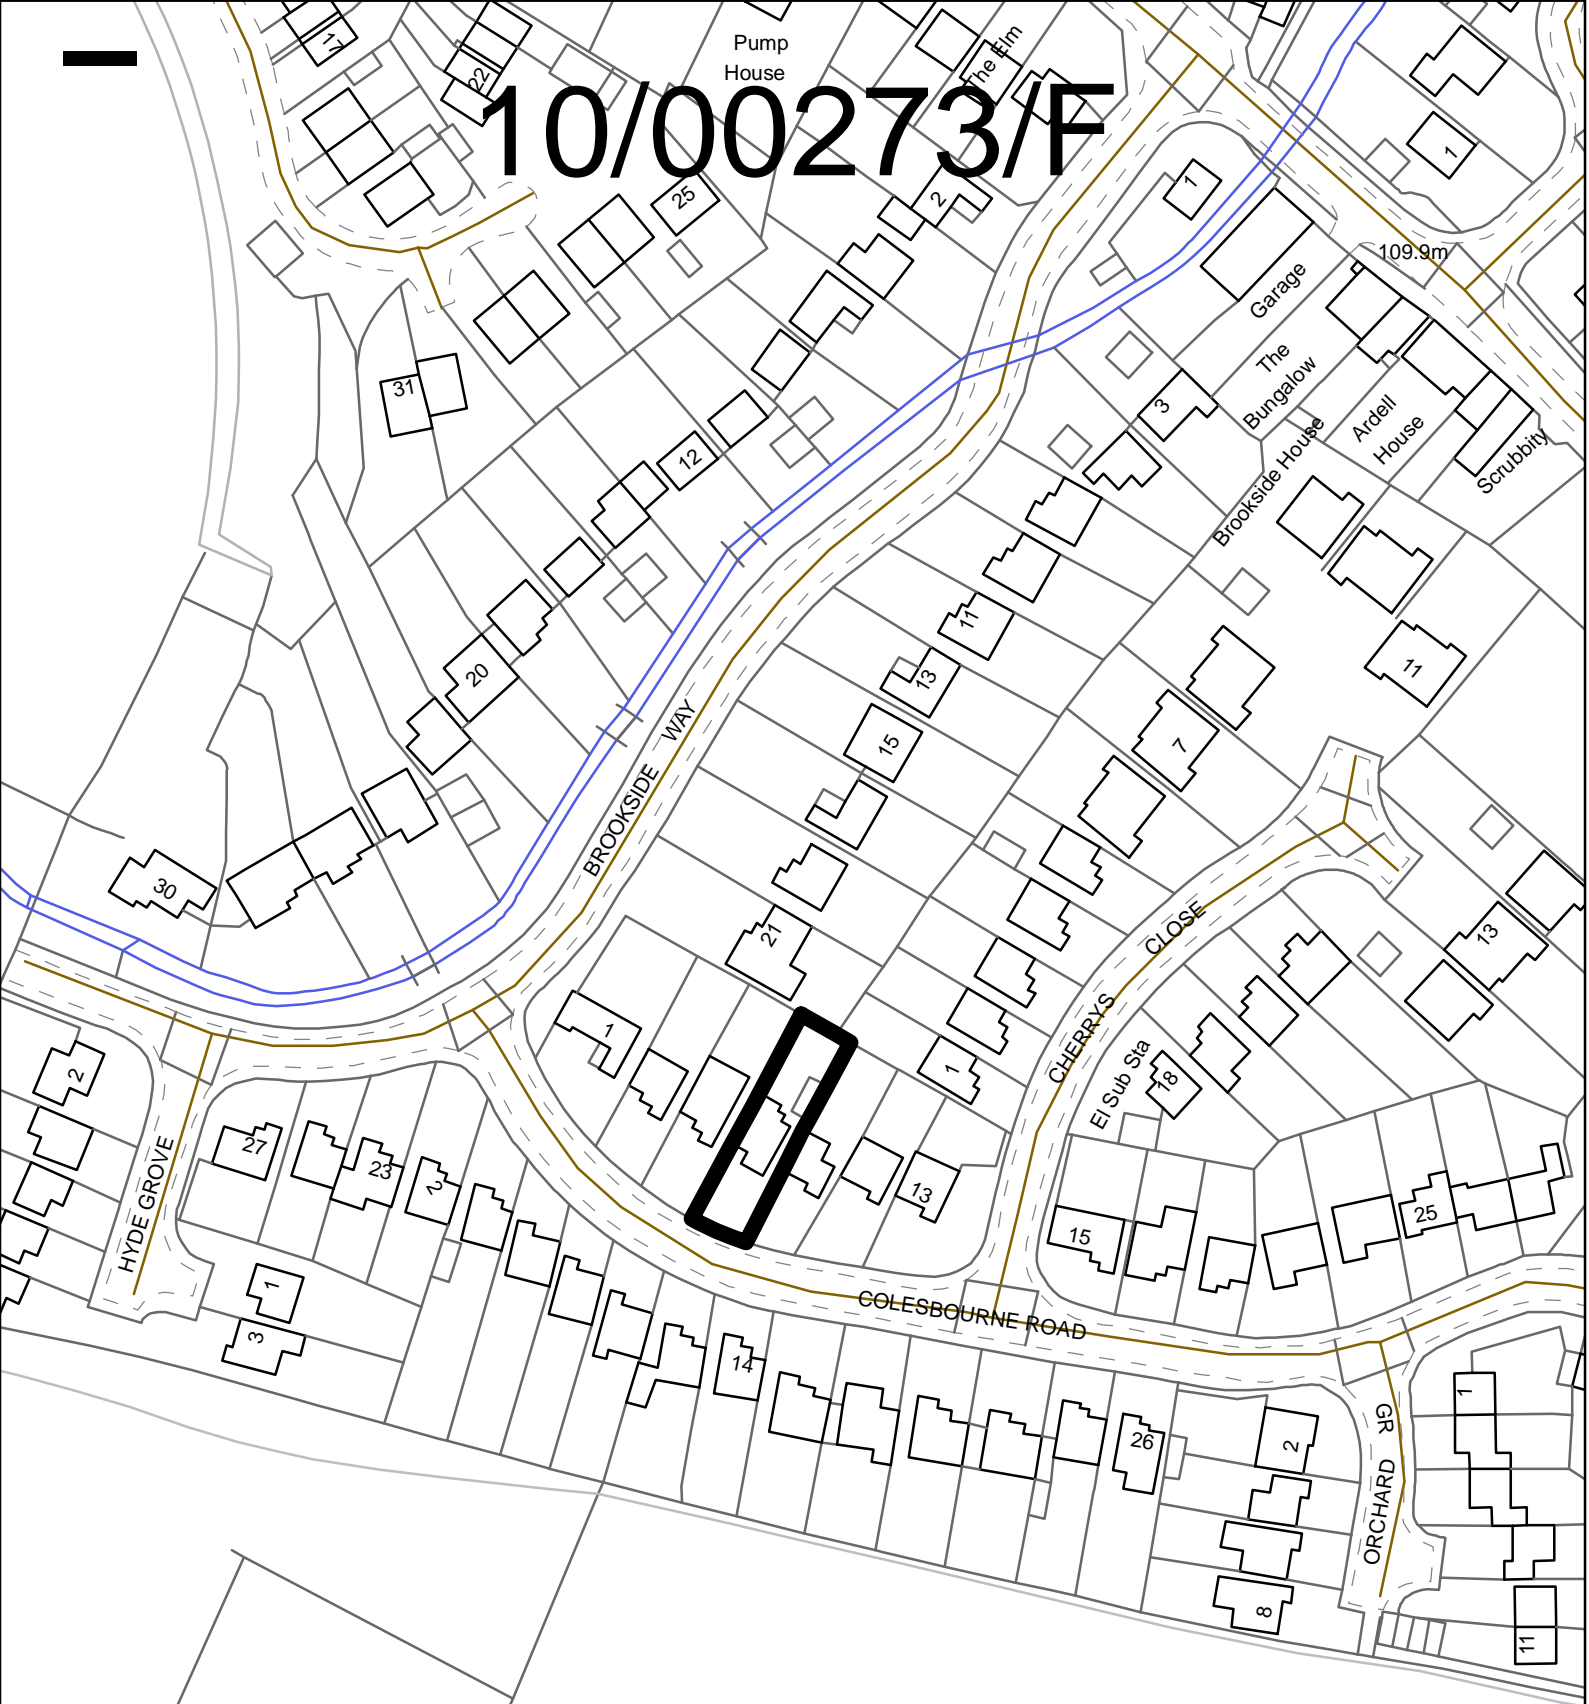 17
22
Pump
House
The Elm
10/00273/F
1
1
25
2
109.9m
Garage
31
The
Bungalow
3
Ardell
House
12
Brookside House
Scrubbity
11
20
13
11
15
7
BROOKSIDE WAY
30
21
CLOSE
13
1
CHERRYS
1
El Sub Sta
18
2
27
23
2
13
15
25
HYDE GROVE
1
3
COLESBOURNE ROAD
14
1
26
2
ORCHARD GR
8
11